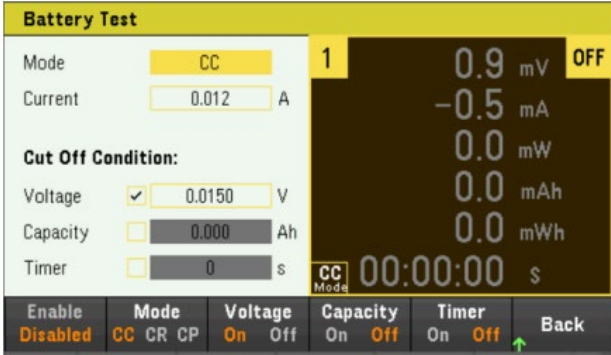 Battery Test
Mode CC
Current 0.012 A
Cut Off Condition:
Voltage 0.0150 V
Capacity 0.000 Ah
Timer 0 s
1 OFF
0.9 mV
-0.5 mA
0.0 mW
0.0 mAh
0.0 mWh
CC Mode 00:00:00 s
Enable Mode Voltage Capacity Timer Back
Disabled CC CR CP On Off On Off On Off